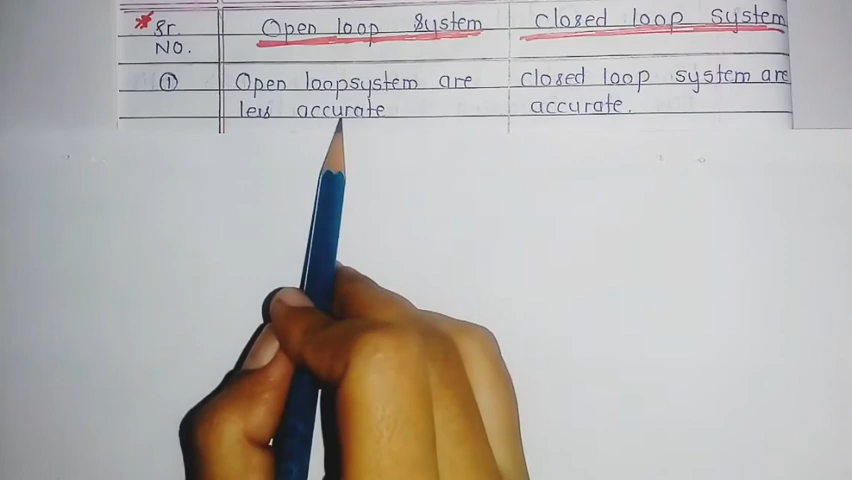 * Sr. NO.
Open loop system
closed loop system
① Open loopsystem are less accurate
closed loop system are accurate.